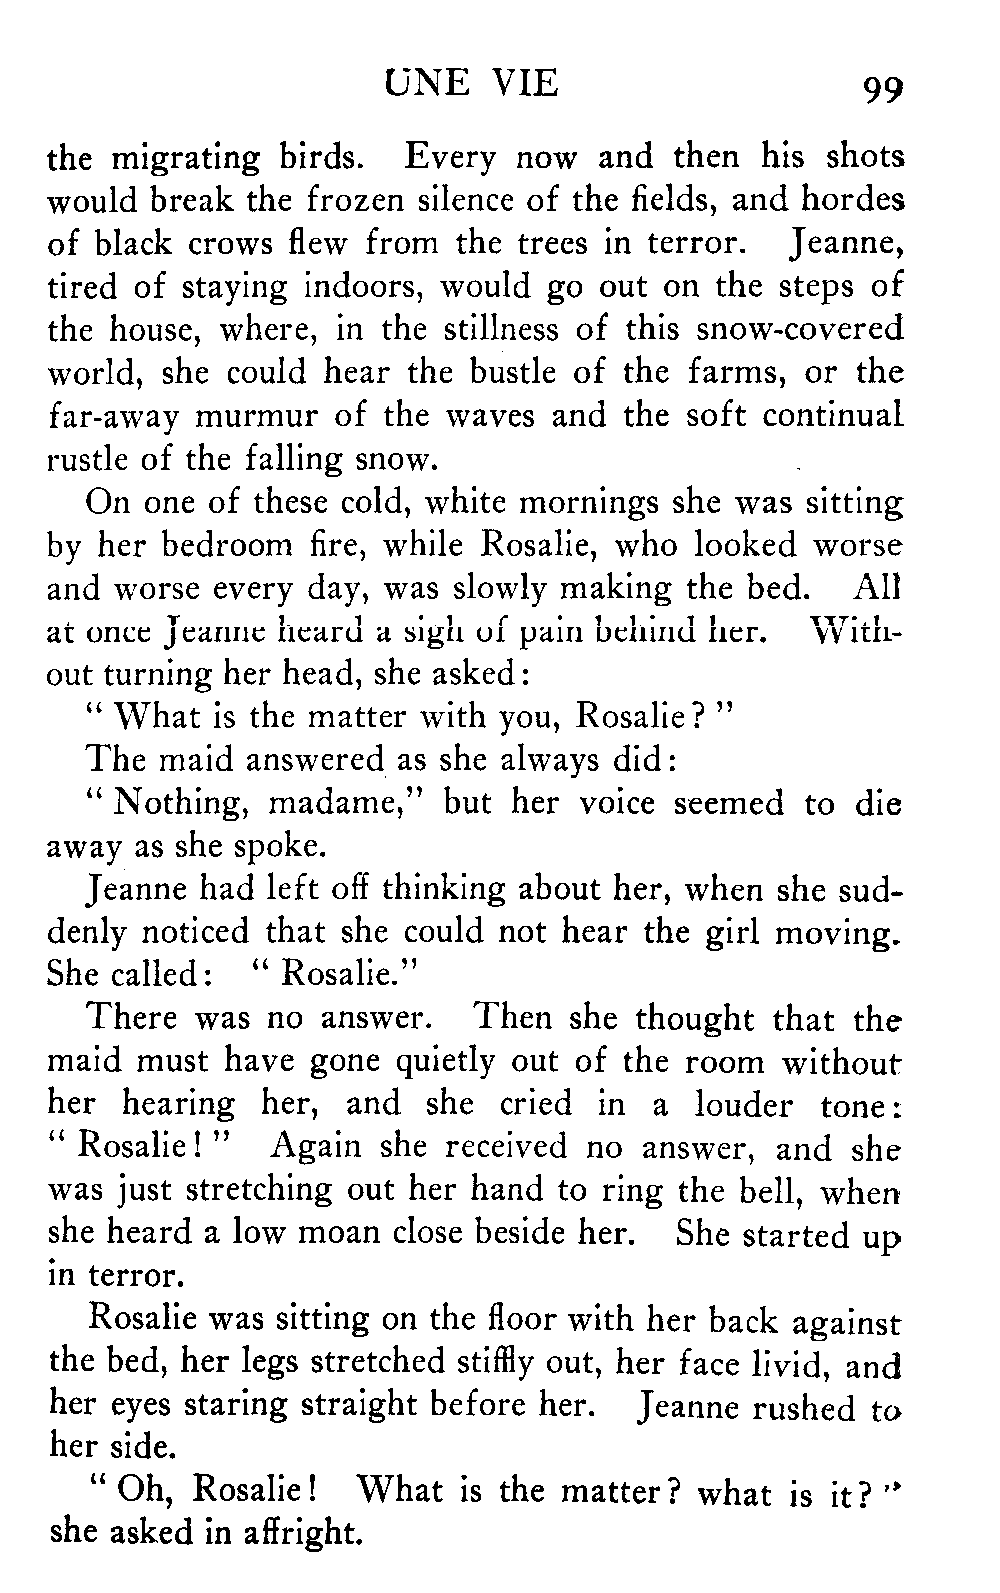 UNE VIE 99
the migrating birds. Every now and then his shots
would break the frozen silence of the fields, and hordes
of black crows flew from the trees in terror. Jeanne,
tired of staying indoors, would go out on the steps of
the house, where, in the stillness of this snow-covered
world, she could hear the bustle of the farms, or the
far-away murmur of the waves and the soft continual
rustle of the falling snow.
On one of these cold, white mornings she was sitting
by her bedroom fire, while Rosalie, who looked worse
and worse every day, was slowly making the bed. All
at once Jeanne heard a sigh of pain behind her. With-
out turning her head, she asked:
" What is the matter with you, Rosalie? "
The maid answered as she always did:
" Nothing, madame," but her voice seemed to die
away as she spoke.
Jeanne had left off thinking about her, when she sud-
denly noticed that she could not hear the girl moving.
She called: " Rosalie."
There was no answer. Then she thought that the
maid must have gone quietly out of the room without
her hearing her, and she cried in a louder tone:
" Rosalie! " Again she received no answer, and she
was just stretching out her hand to ring the bell, when
she heard a low moan close beside her. She started up
in terror.
Rosalie was sitting on the floor with her back against
the bed, her legs stretched stiffly out, her face livid, and
her eyes staring straight before her. Jeanne rushed to
her side.
" Oh, Rosalie! What is the matter? what is it? "
she asked in affright.